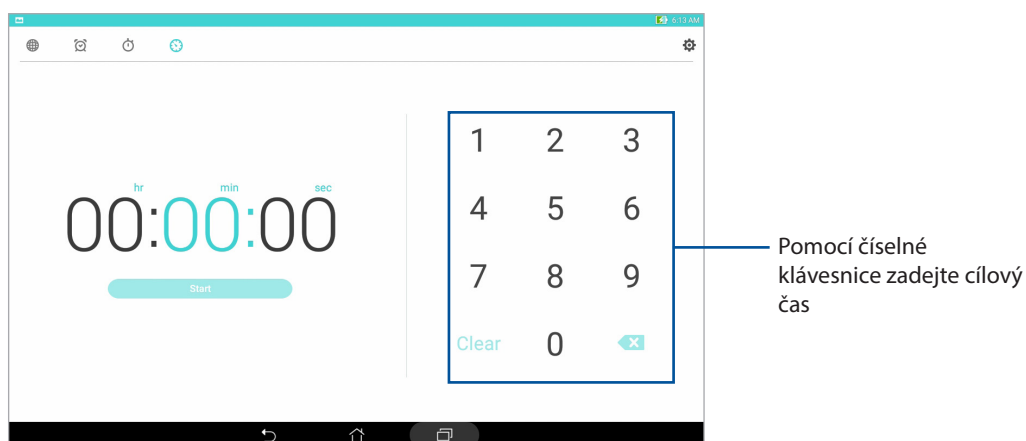 6:13 AM
hr min sec
00:00:00
Start
1 2 3
4 5 6
7 8 9
Clear 0
Pomocí číselné
klávesnice zadejte cílový
čas